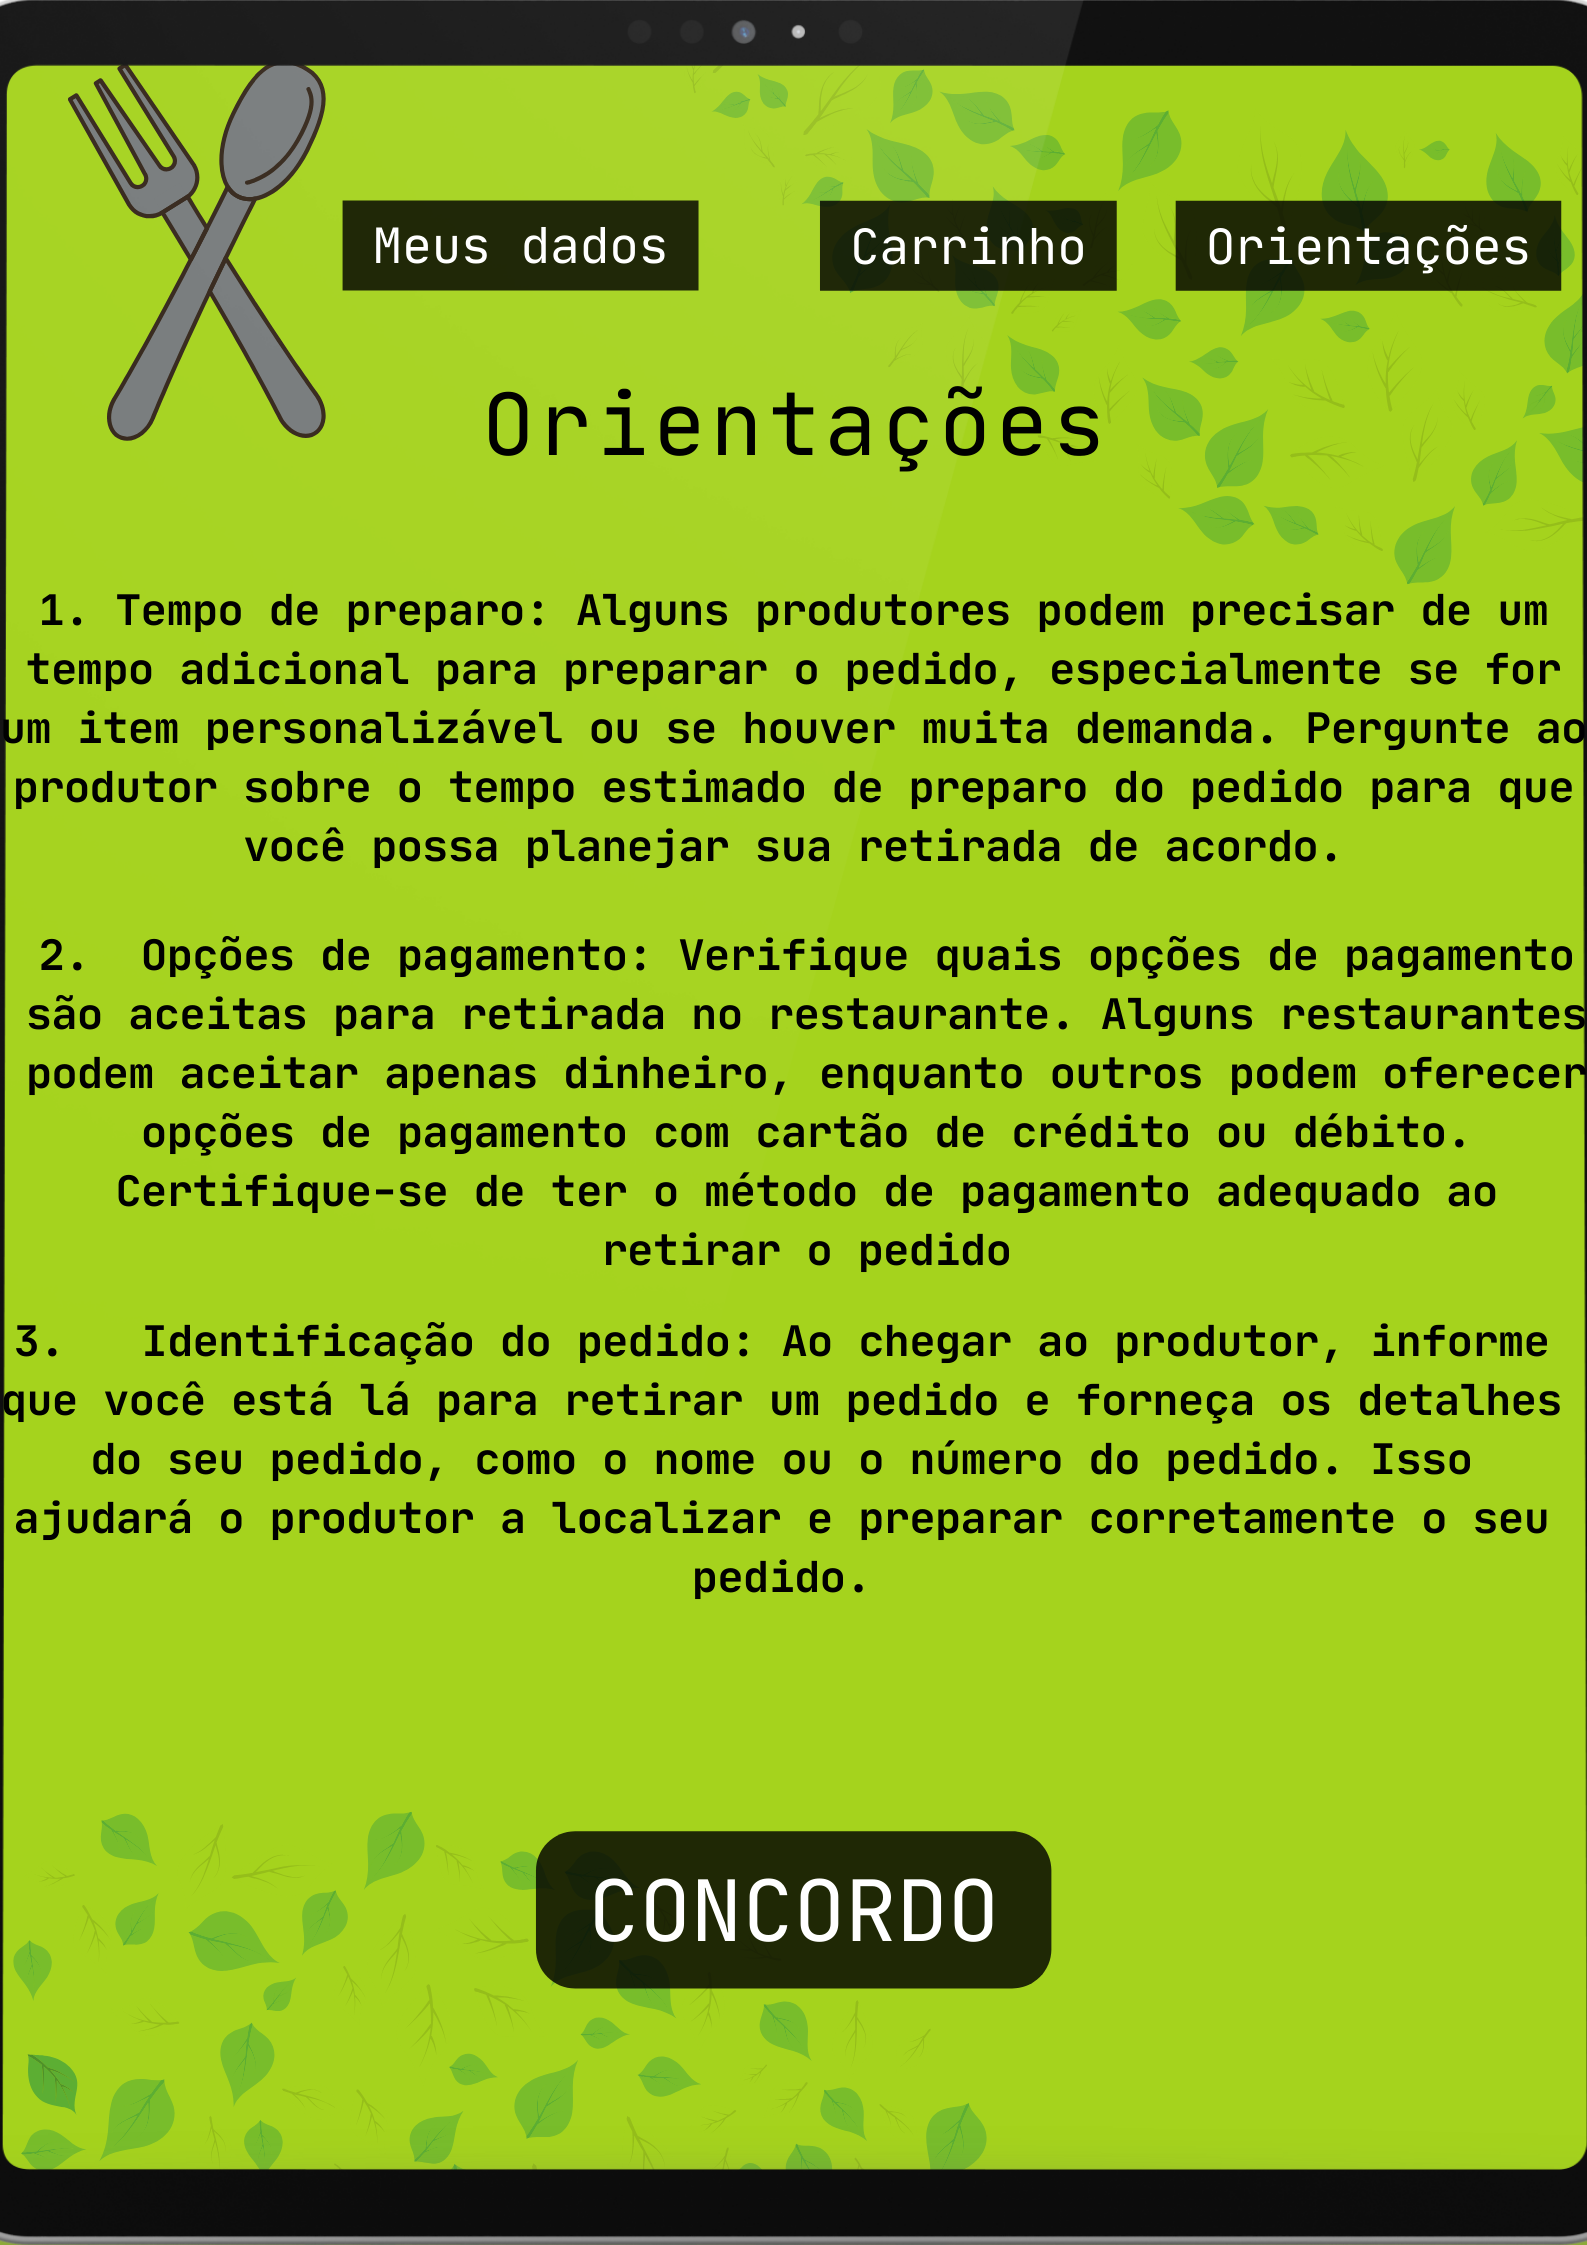 Meus dados
Carrinho
Orientações
Orientações
1. Tempo de preparo: Alguns produtores podem precisar de um
tempo adicional para preparar o pedido, especialmente se for
um item personalizável ou se houver muita demanda. Pergunte ao
produtor sobre o tempo estimado de preparo do pedido para que
você possa planejar sua retirada de acordo.
2. Opções de pagamento: Verifique quais opções de pagamento
são aceitas para retirada no restaurante. Alguns restaurantes
podem aceitar apenas dinheiro, enquanto outros podem oferecer
opções de pagamento com cartão de crédito ou débito.
Certifique-se de ter o método de pagamento adequado ao
retirar o pedido
3. Identificação do pedido: Ao chegar ao produtor, informe
que você está lá para retirar um pedido e forneça os detalhes
do seu pedido, como o nome ou o número do pedido. Isso
ajudará o produtor a localizar e preparar corretamente o seu
pedido.
CONCORDO